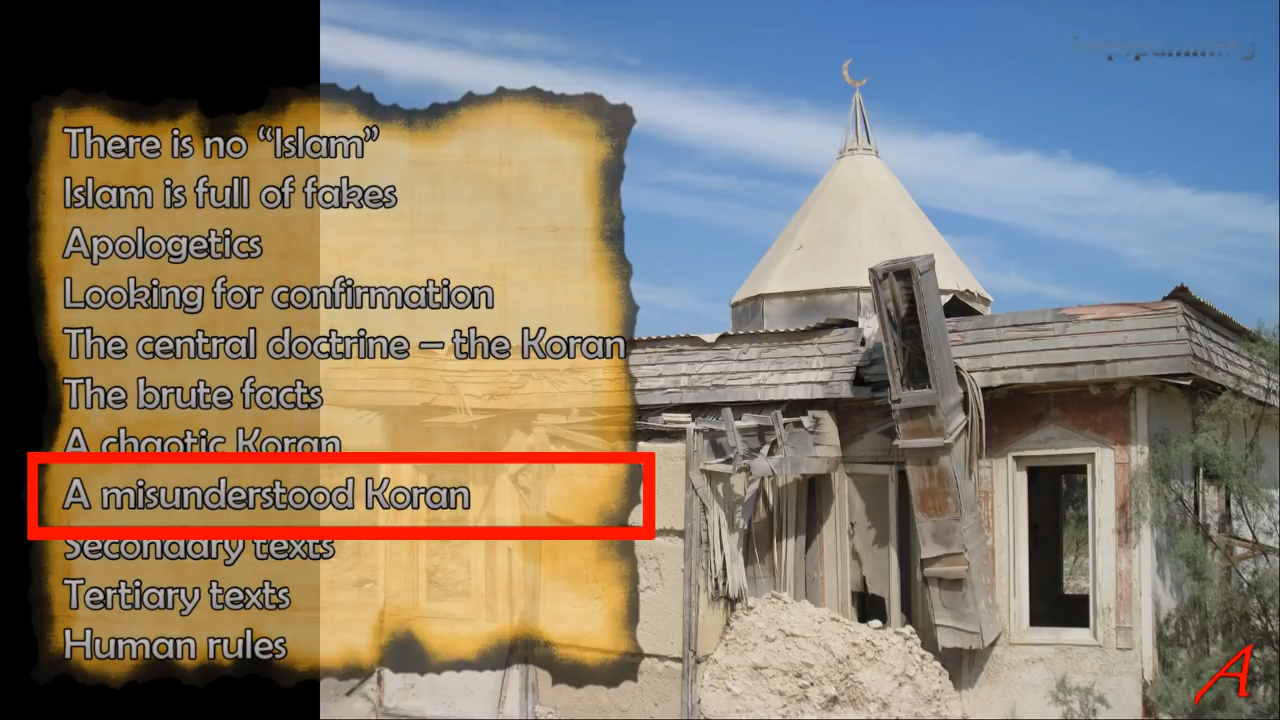 There is no “Islam”
Islam is full of fakes
Apologetics
Looking for confirmation
The central doctrine – the Koran
The brute facts
A chaotic Koran
A misunderstood Koran
Secondary texts
Tertiary texts
Human rules
A